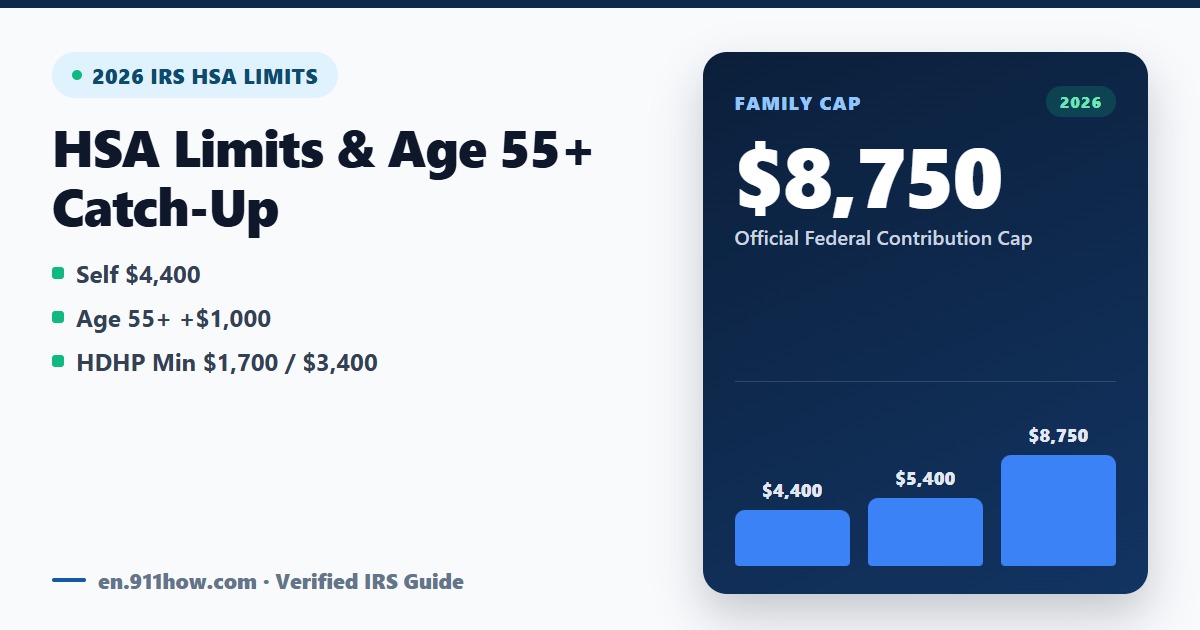 2026 IRS HSA LIMITS
HSA Limits & Age 55+
Catch-Up
Self $4,400
Age 55+ +$1,000
HDHP Min $1,700 / $3,400
en.911how.com · Verified IRS Guide
FAMILY CAP
2026
$8,750
Official Federal Contribution Cap
$4,400
$5,400
$8,750